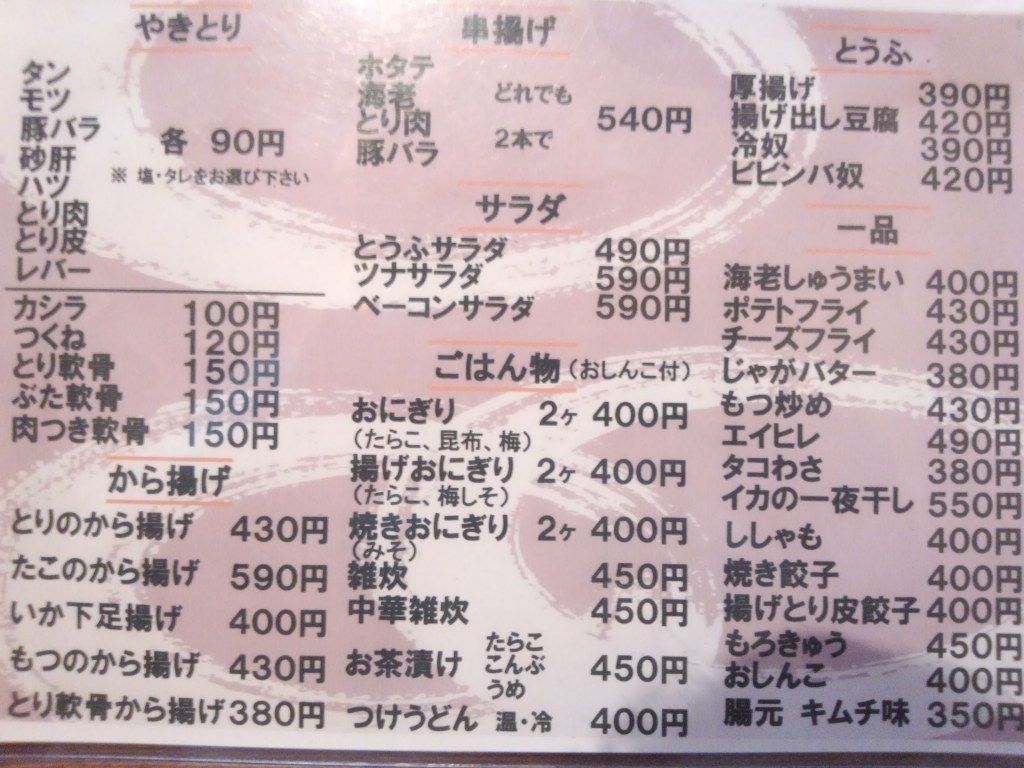 やきとり
タン
モツ
豚バラ
砂肝
ハツ
とり肉
とり皮
レバー
各 90円
※ 塩・タレをお選び下さい
カシラ 100円
つくね 120円
とり軟骨 150円
ぶた軟骨 150円
肉つき軟骨 150円
から揚げ
とりのから揚げ 430円
たこのから揚げ 590円
いか下足揚げ 400円
もつのから揚げ 430円
とり軟骨から揚げ 380円
串揚げ
ホタテ
海老
とり肉
豚バラ
どれでも
2本で
540円
サラダ
とうふサラダ 490円
ツナサラダ 590円
ベーコンサラダ 590円
ごはん物（おしんこ付）
おにぎり 2ヶ 400円
（たらこ、昆布、梅）
揚げおにぎり 2ヶ 400円
（たらこ、梅しそ）
焼きおにぎり 2ヶ 400円
（みそ）
雑炊 450円
中華雑炊 450円
お茶漬け たらこ こんぶ うめ 450円
つけうどん 温・冷 400円
とうふ
厚揚げ 390円
揚げ出し豆腐 420円
冷奴 390円
ビビンバ奴 420円
一品
海老しゅうまい 400円
ポテトフライ 430円
チーズフライ 430円
じゃがバター 380円
もつ炒め 430円
エイヒレ 490円
タコわさ 380円
イカの一夜干し 550円
ししゃも 400円
焼き餃子 400円
揚げとり皮餃子 400円
もろきゅう 450円
おしんこ 400円
腸元 キムチ味 350円